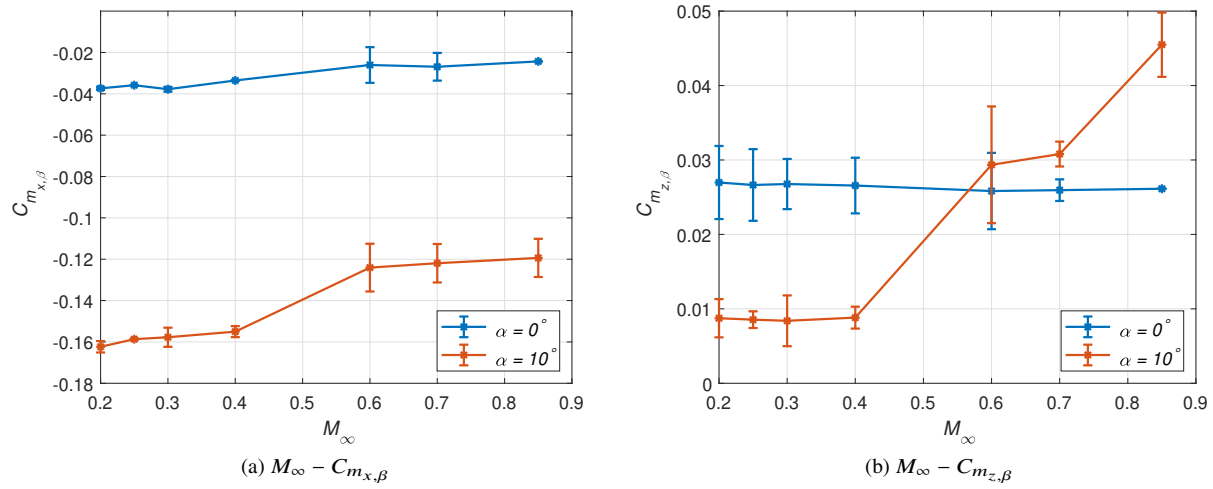 -0.02
-0.04
-0.06
-0.08
-0.1
-0.12
-0.14
-0.16
-0.18
C_{m_{x,β}}
0.2 0.3 0.4 0.5 0.6 0.7 0.8 0.9
M_∞
α = 0°
α = 10°
(a) M_∞ − C_{m_{x,β}}
0.05
0.04
0.03
0.02
0.01
0
C_{m_{z,β}}
0.2 0.3 0.4 0.5 0.6 0.7 0.8 0.9
M_∞
α = 0°
α = 10°
(b) M_∞ − C_{m_{z,β}}